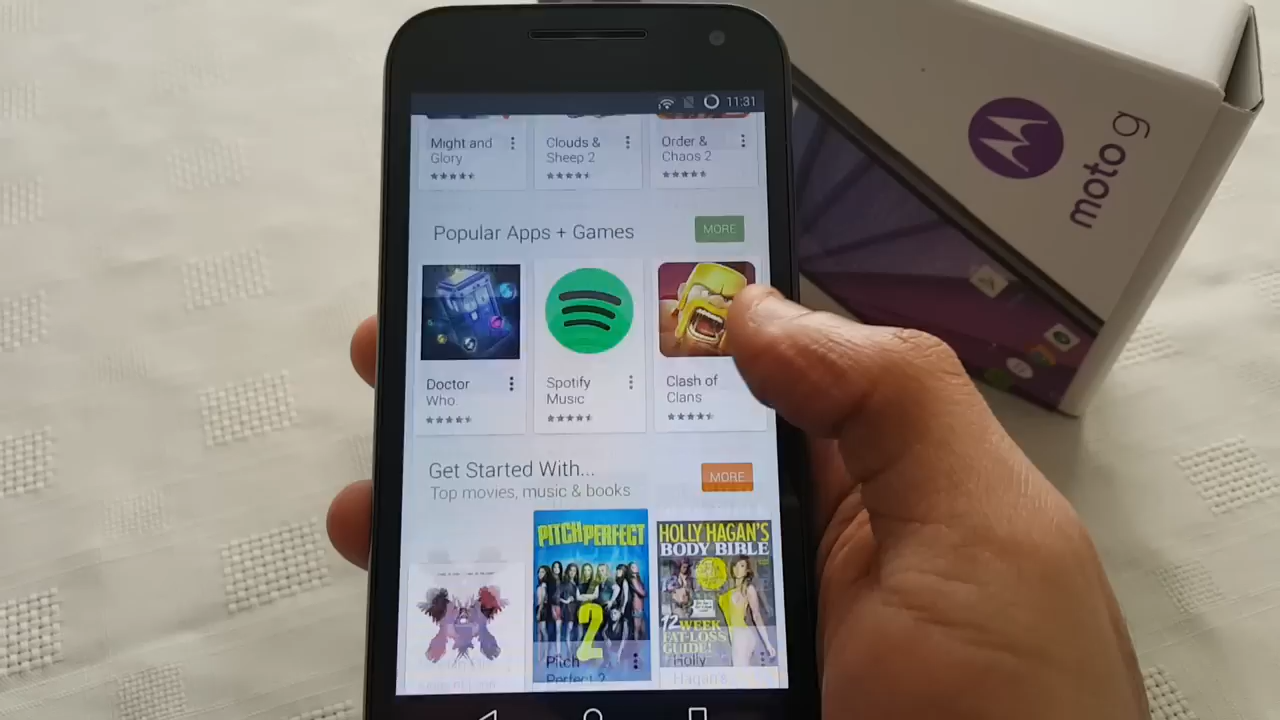 11:31
Might and
Glory
Clouds &
Sheep 2
Order &
Chaos 2
Popular Apps + Games
MORE
Doctor
Who.
Spotify
Music
Clash of
Clans
Get Started With...
Top movies, music & books
MORE
PITCH PERFECT
2
Pitch
Perfect 2
HOLLY HAGAN'S
BODY BIBLE
12 WEEK
FAT-LOSS
GUIDE!
Holly
Hagan's
moto g